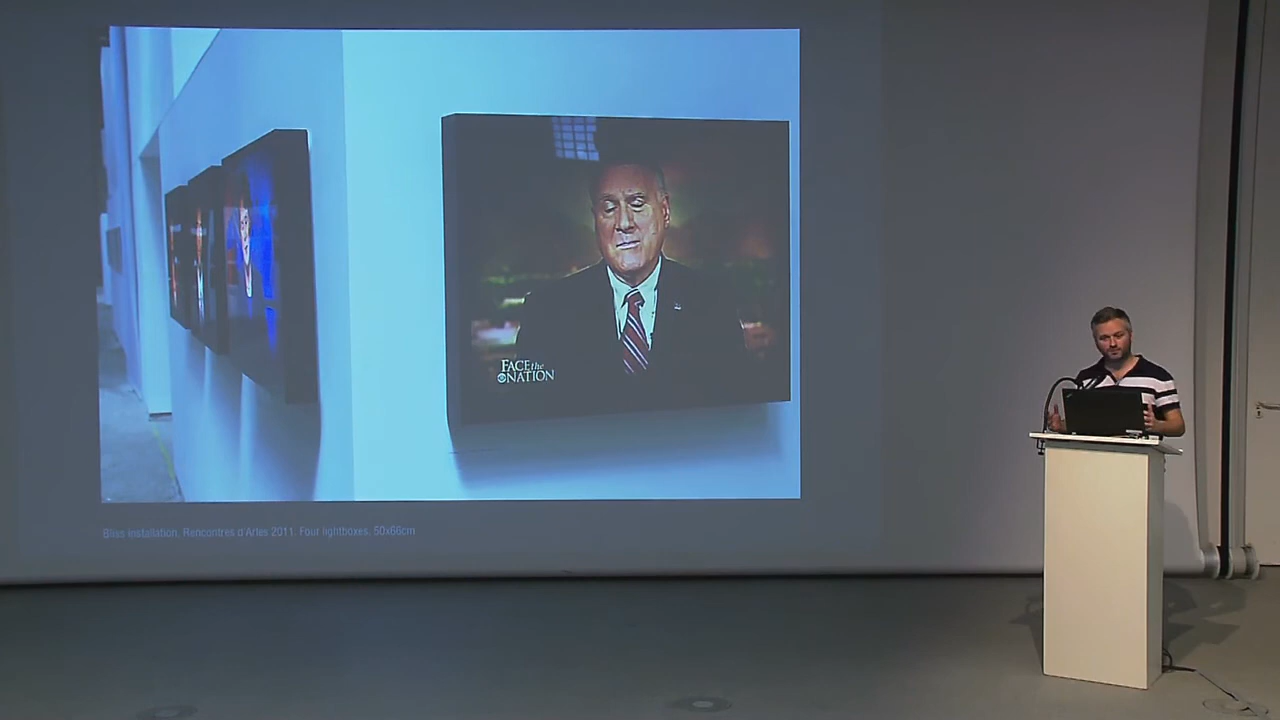 FACE the
NATION
Bliss installation, Rencontres d'Arles 2011. Four lightboxes, 50x66cm